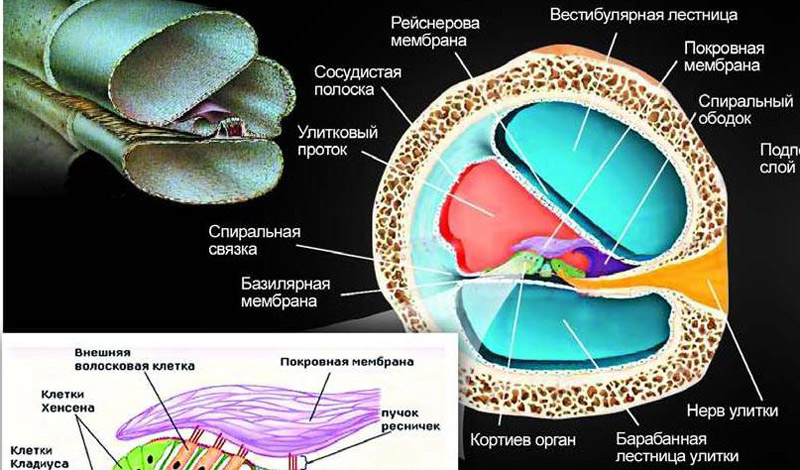 Рейснерова
мембрана
Вестибулярная лестница
Покровная
мембрана
Сосудистая
полоска
Спиральный
ободок
Улитковый
проток
слой
Спиральная
связка
Базилярная
мембрана
Нерв улитки
Кортиев орган
Барабанная
лестница улитки
Внешняя
волосковая клетка
Покровная мембрана
Клетки
Хенсена
пучок
ресничек
Клетки
Кладиуса